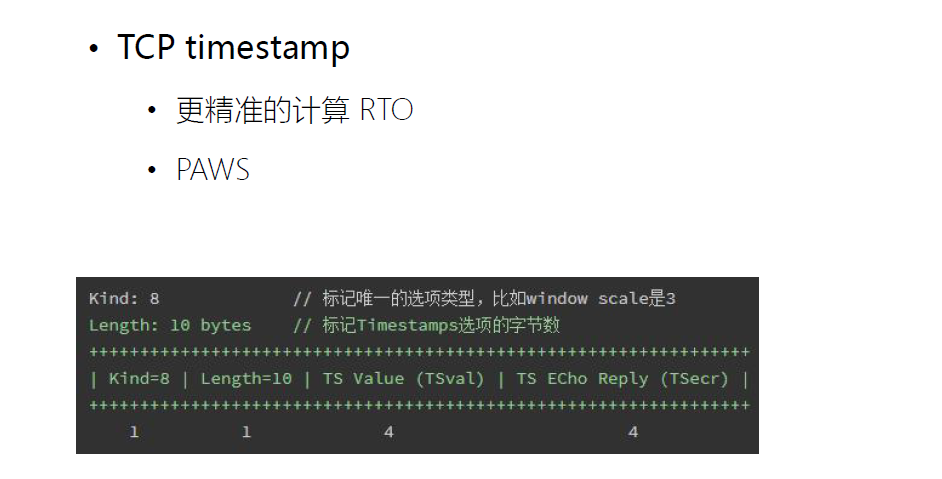 • TCP timestamp
• 更精准的计算 RTO
• PAWS
Kind: 8 // 标记唯一的选项类型，比如window scale是3
Length: 10 bytes // 标记Timestamps选项的字节数
+++++++++++++++++++++++++++++++++++++++++++++++++++++++++++++++++
| Kind=8 | Length=10 | TS Value (TSval) | TS ECho Reply (TSecr) |
+++++++++++++++++++++++++++++++++++++++++++++++++++++++++++++++++
1 1 4 4